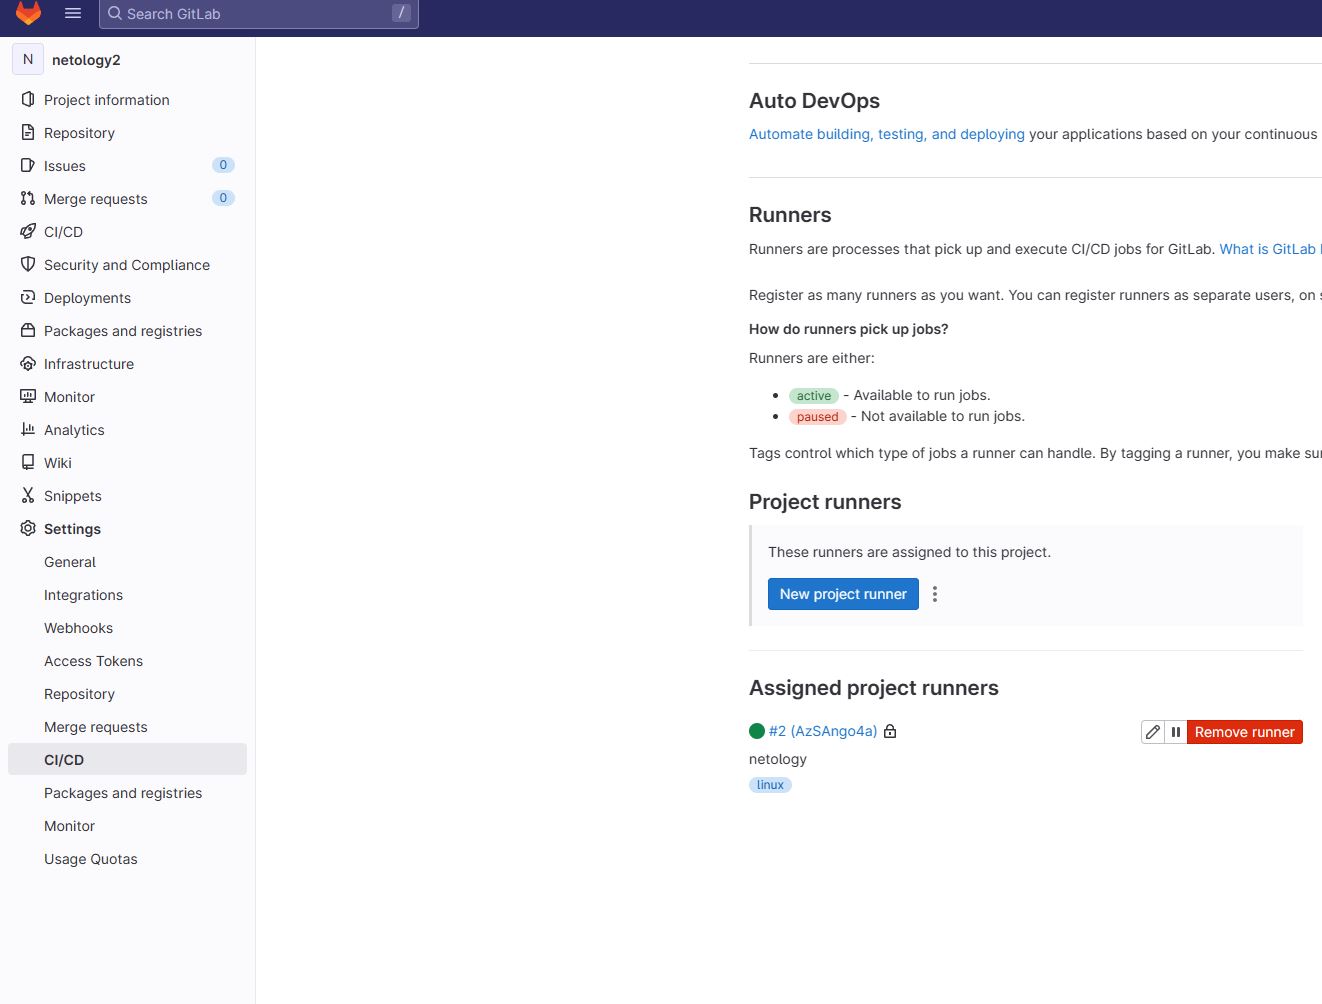 Search GitLab /
N netology2
Project information
Repository
Issues 0
Merge requests 0
CI/CD
Security and Compliance
Deployments
Packages and registries
Infrastructure
Monitor
Analytics
Wiki
Snippets
Settings
General
Integrations
Webhooks
Access Tokens
Repository
Merge requests
CI/CD
Packages and registries
Monitor
Usage Quotas
Auto DevOps
Automate building, testing, and deploying your applications based on your continuous
Runners
Runners are processes that pick up and execute CI/CD jobs for GitLab. What is GitLab
Register as many runners as you want. You can register runners as separate users, on
How do runners pick up jobs?
Runners are either:
• active - Available to run jobs.
• paused - Not available to run jobs.
Tags control which type of jobs a runner can handle. By tagging a runner, you make
Project runners
These runners are assigned to this project.
New project runner
Assigned project runners
#2 (AzSAngo4a) Remove runner
netology
linux